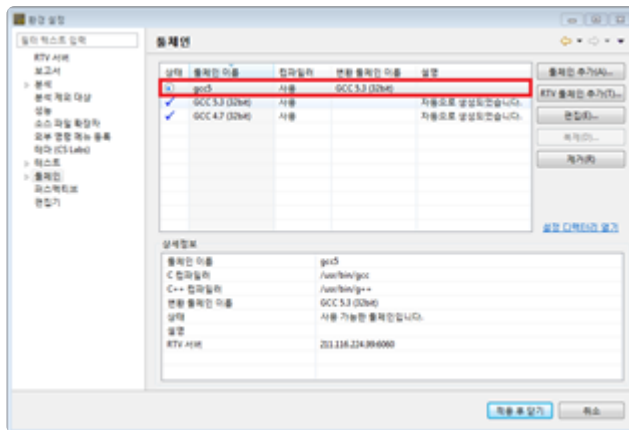 환경 설정
필터 텍스트 입력
RTV 서버
보고서
분석
분석 제외 대상
성능
소스 파일 확장자
외부 명령 메뉴 등록
테마 (CS Labs)
테스트
툴체인
퍼스펙티브
편집기
툴체인
상태 툴체인 이름 컴파일러 변환 툴체인 이름 설명
gcc5 사용 GCC 5.3 (32bit)
GCC 5.3 (32bit) 사용 자동으로 생성되었습니다.
GCC 4.7 (32bit) 사용 자동으로 생성되었습니다.
툴체인 추가(A)...
RTV 툴체인 추가(T)...
편집(E)...
복제(D)...
제거(R)
설정 디렉터리 열기
상세정보
툴체인 이름 gcc5
C 컴파일러 /usr/bin/gcc
C++ 컴파일러 /usr/bin/g++
변환 툴체인 이름 GCC 5.3 (32bit)
상태 사용 가능한 툴체인입니다.
설명
RTV 서버 211.116.224.99:6060
적용 후 닫기
취소